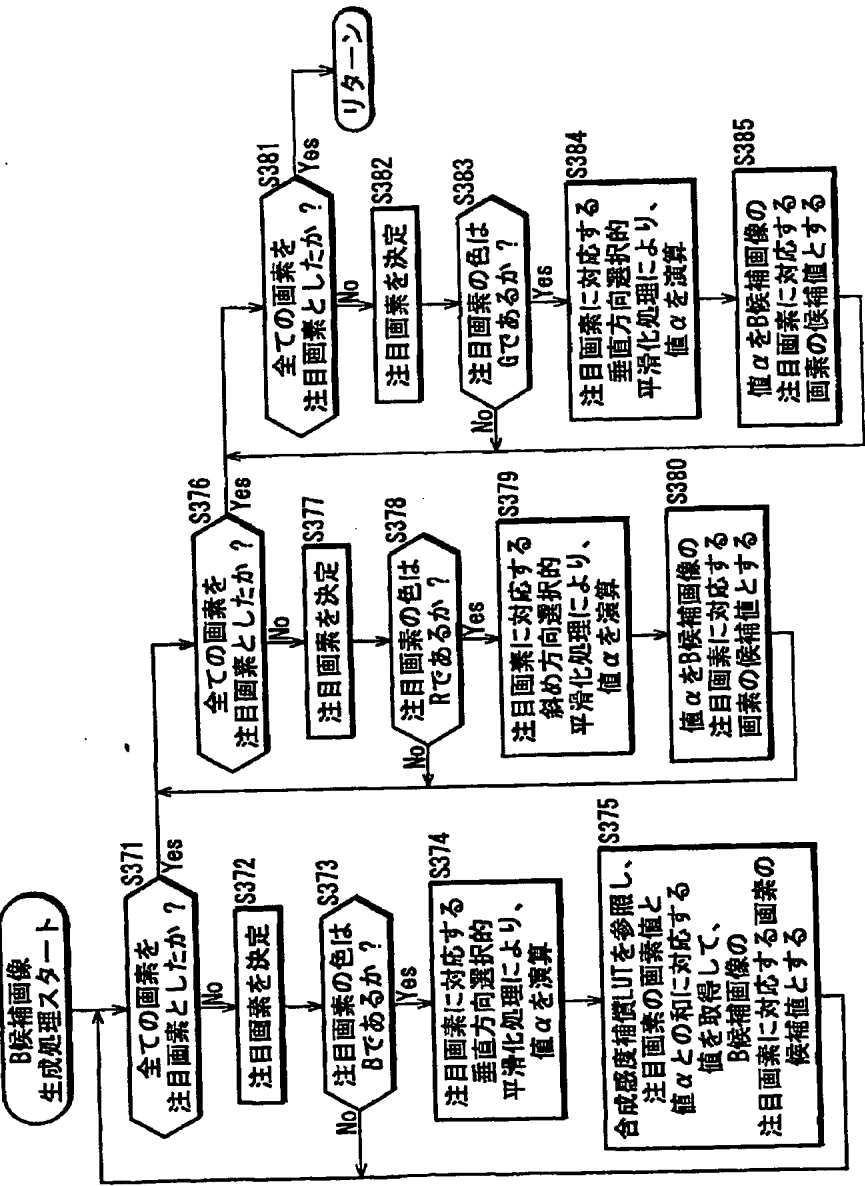 B候補画像
生成処理スタート
S371
全ての画素を
注目画素としたか?
Yes
No
S372
注目画素を決定
S373
注目画素の色は
Bであるか?
No
Yes
S374
注目画素に対応する
垂直方向選択的
平滑化処理により、
値αを演算
S375
合成感度補償LUTを参照し、
注目画素の画素値と
値αとの和に対応する
値を取得して、
B候補画像の
注目画素に対応する画素の
候補値とする
S376
全ての画素を
注目画素としたか?
Yes
No
S377
注目画素を決定
S378
注目画素の色は
Rであるか?
No
Yes
S379
注目画素に対応する
斜め方向選択的
平滑化処理により、
値αを演算
S380
値αをB候補画像の
注目画素に対応する
画素の候補値とする
S381
全ての画素を
注目画素としたか?
Yes
No
リターン
S382
注目画素を決定
S383
注目画素の色は
Gであるか?
No
Yes
S384
注目画素に対応する
垂直方向選択的
平滑化処理により、
値αを演算
S385
値αをB候補画像の
注目画素に対応する
画素の候補値とする